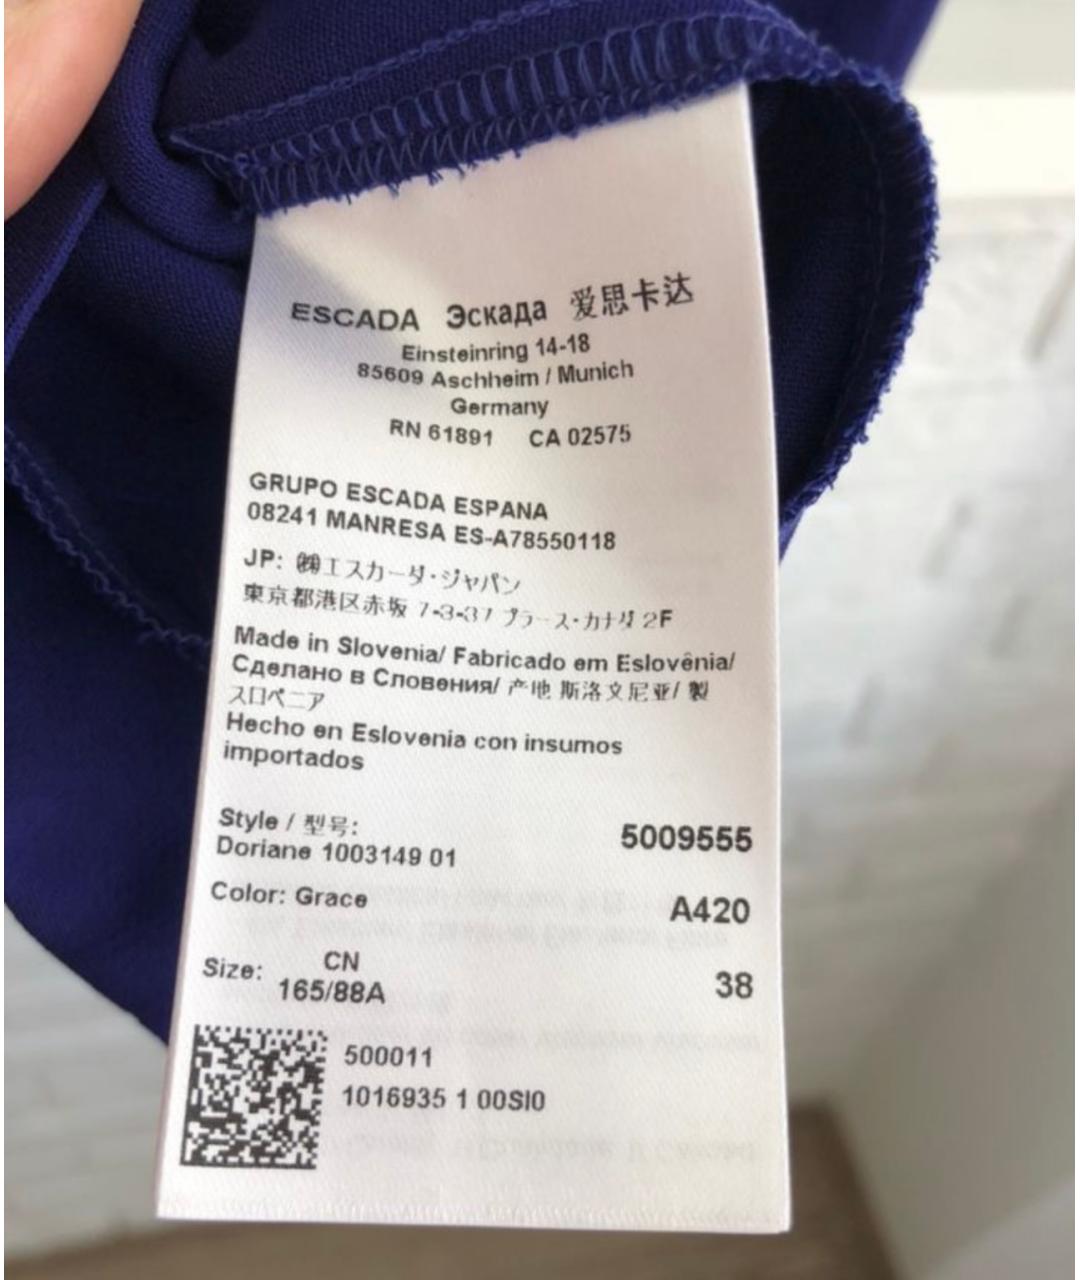 ESCADA Эскада 爱思卡达
Einsteinring 14-18
85609 Aschheim / Munich
Germany
RN 61891 CA 02575
GRUPO ESCADA ESPANA
08241 MANRESA ES-A78550118
JP: ㈱エスカーダ・ジャパン
東京都港区赤坂 7-3-37 プラース・カナダ 2F
Made in Slovenia/ Fabricado em Eslovênia/
Сделано в Словения/ 产地 斯洛文尼亚/ 製
スロベニア
Hecho en Eslovenia con insumos
importados
Style / 型号: 5009555
Doriane 1003149 01
Color: Grace A420
Size: CN 165/88A 38
500011
1016935 1 00SI0